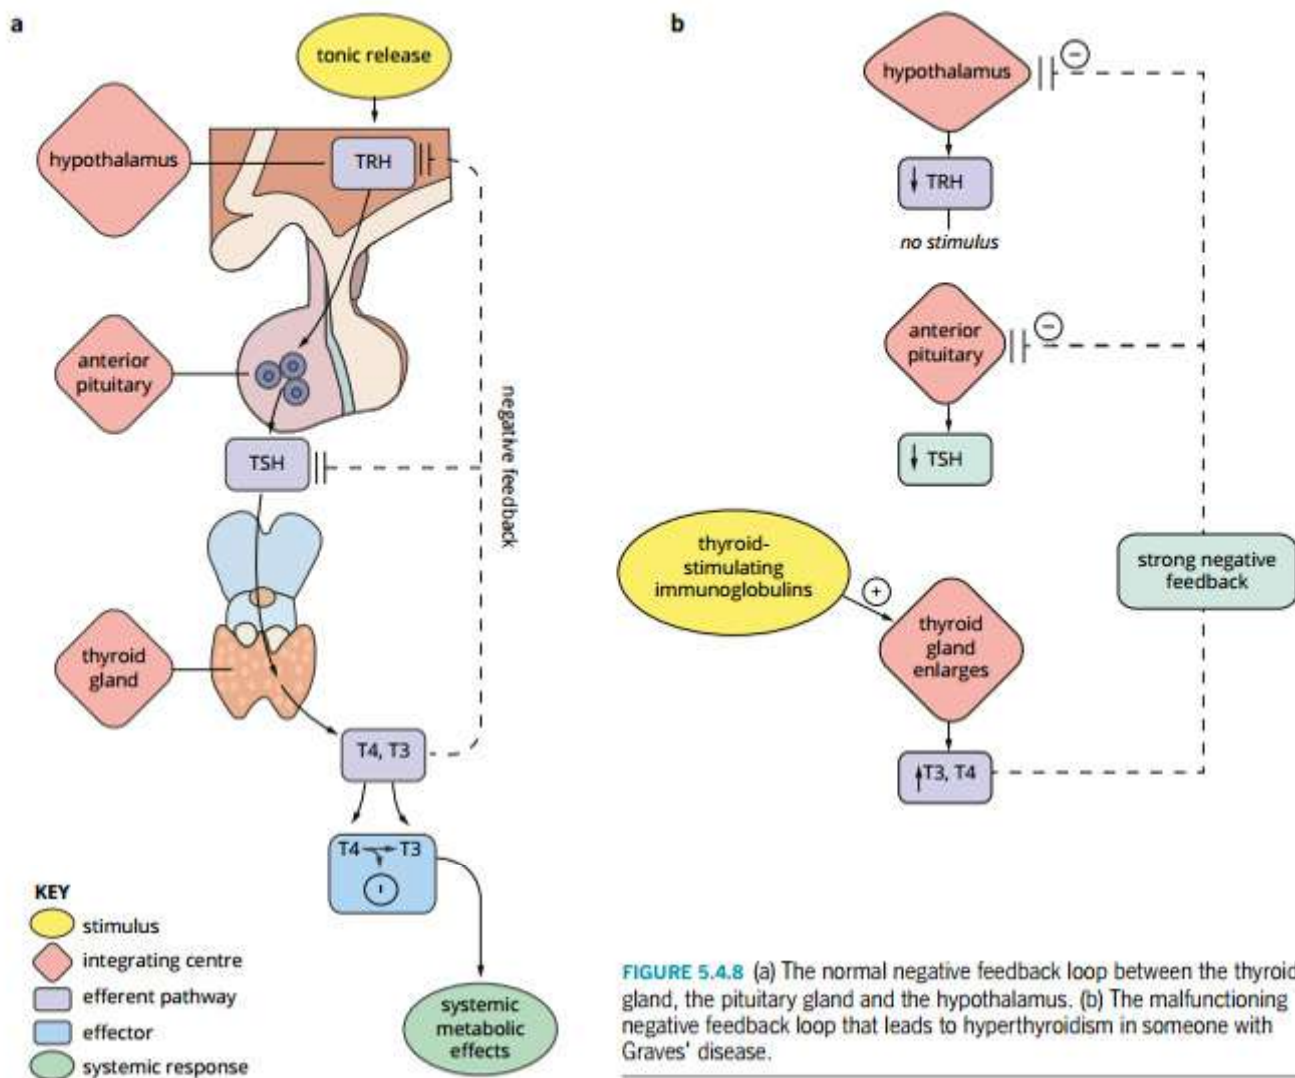 a
tonic release
hypothalamus
TRH
anterior
pituitary
TSH
negative feedback
thyroid
gland
T4, T3
T4 → T3
I
systemic
metabolic
effects
KEY
stimulus
integrating centre
efferent pathway
effector
systemic response
b
hypothalamus
−
↓ TRH
no stimulus
anterior
pituitary
−
↓ TSH
thyroid-
stimulating
immunoglobulins
+
strong negative
feedback
thyroid
gland
enlarges
↑T3, T4
FIGURE 5.4.8 (a) The normal negative feedback loop between the thyroid
gland, the pituitary gland and the hypothalamus. (b) The malfunctioning
negative feedback loop that leads to hyperthyroidism in someone with
Graves' disease.